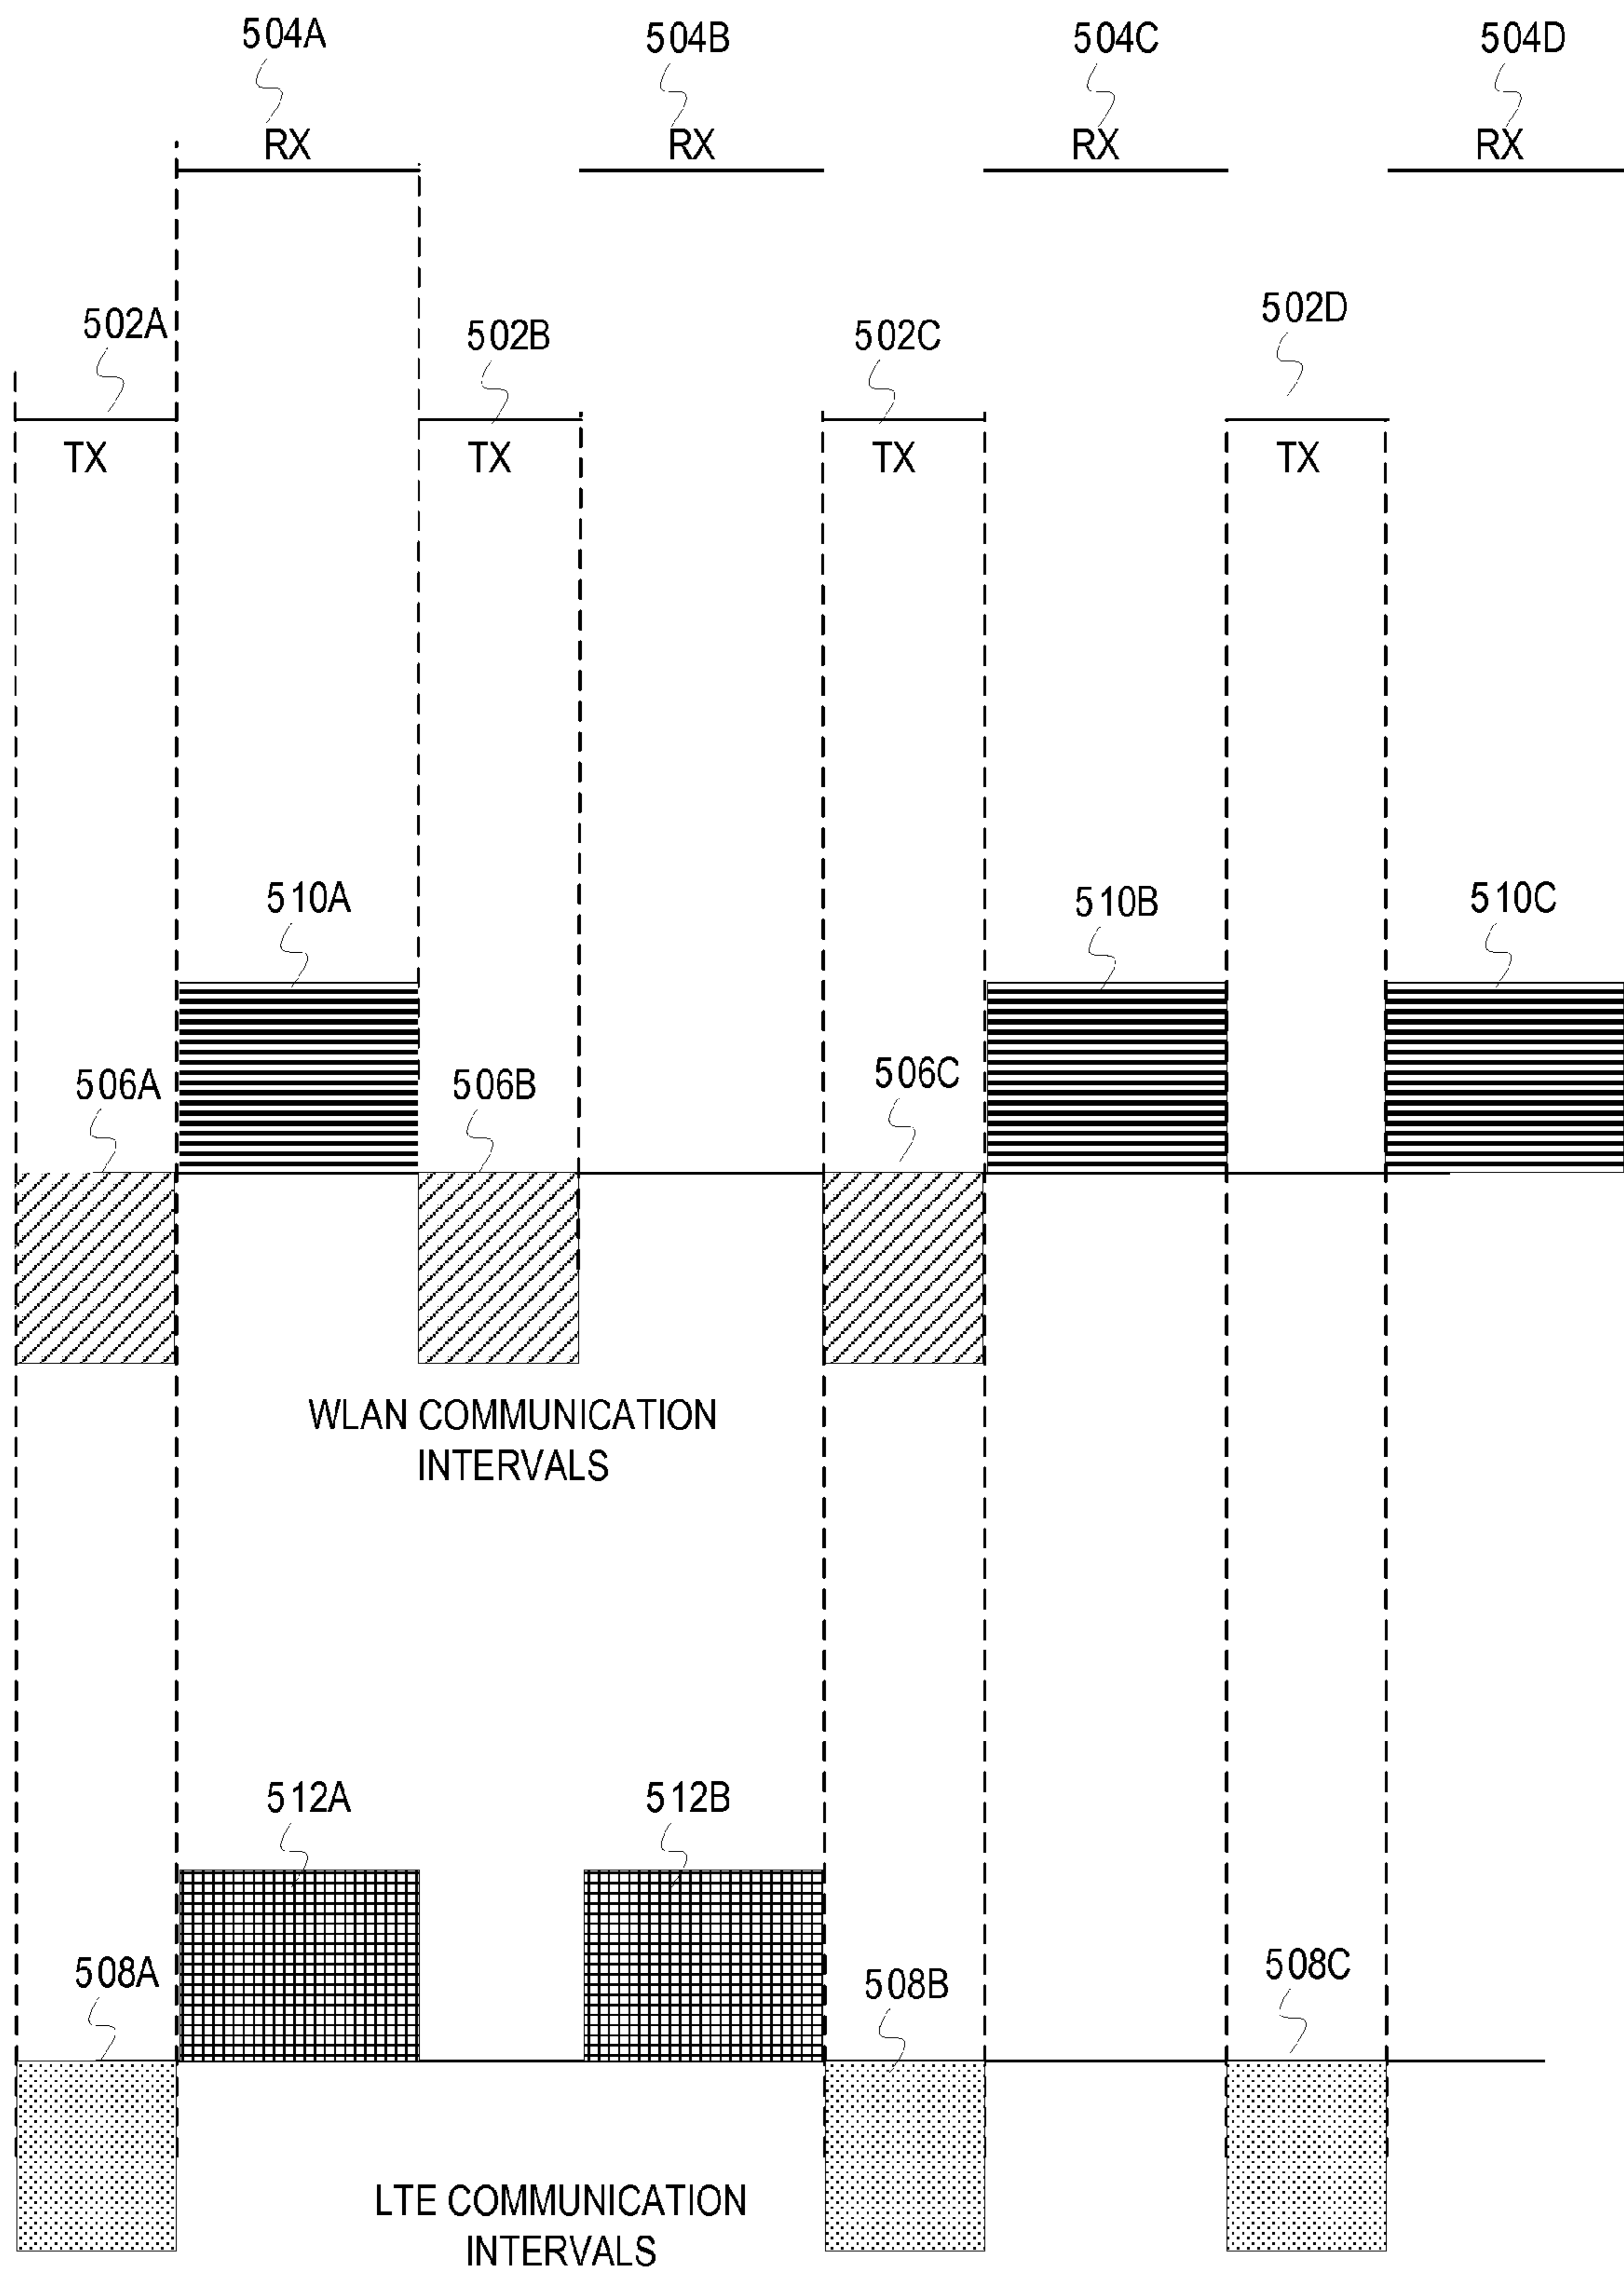 504A
504B
504C
504D
RX
RX
RX
RX
502A
502B
502C
502D
TX
TX
TX
TX
510A
510B
510C
506A
506B
506C
WLAN COMMUNICATION
INTERVALS
512A
512B
508A
508B
508C
LTE COMMUNICATION
INTERVALS